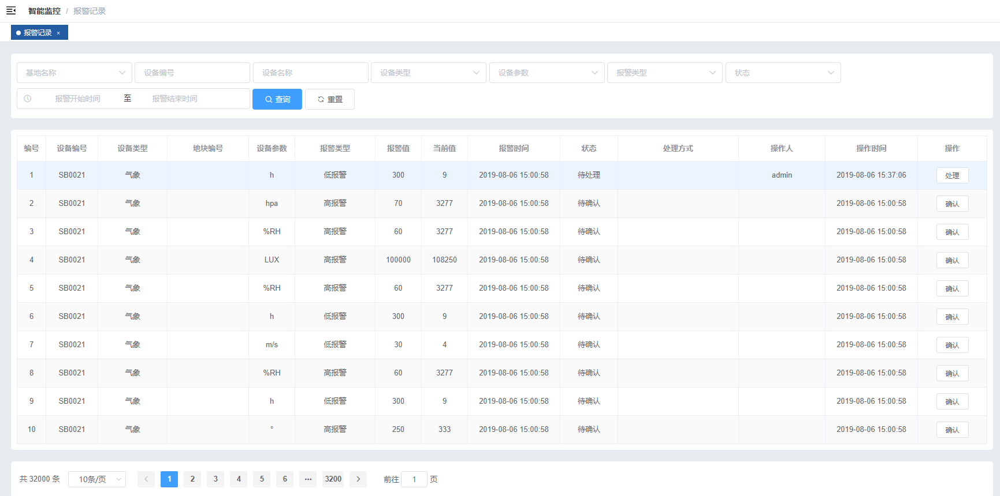 智能监控 / 报警记录
报警记录 ×
基地名称 设备编号 设备名称 设备类型 设备参数 报警类型 状态
报警开始时间 至 报警结束时间 查询 重置
编号 设备编号 设备类型 地块编号 设备参数 报警类型 报警值 当前值 报警时间 状态 处理方式 操作人 操作时间 操作
1 SB0021 气象 h 低报警 300 9 2019-08-06 15:00:58 待处理 admin 2019-08-06 15:37:06 处理
2 SB0021 气象 hpa 高报警 70 3277 2019-08-06 15:00:58 待确认 2019-08-06 15:00:58 确认
3 SB0021 气象 %RH 高报警 60 3277 2019-08-06 15:00:58 待确认 2019-08-06 15:00:58 确认
4 SB0021 气象 LUX 高报警 100000 108250 2019-08-06 15:00:58 待确认 2019-08-06 15:00:58 确认
5 SB0021 气象 %RH 高报警 60 3277 2019-08-06 15:00:58 待确认 2019-08-06 15:00:58 确认
6 SB0021 气象 h 低报警 300 9 2019-08-06 15:00:58 待确认 2019-08-06 15:00:58 确认
7 SB0021 气象 m/s 低报警 30 4 2019-08-06 15:00:58 待确认 2019-08-06 15:00:58 确认
8 SB0021 气象 %RH 高报警 60 3277 2019-08-06 15:00:58 待确认 2019-08-06 15:00:58 确认
9 SB0021 气象 h 低报警 300 9 2019-08-06 15:00:58 待确认 2019-08-06 15:00:58 确认
10 SB0021 气象 ° 高报警 250 333 2019-08-06 15:00:58 待确认 2019-08-06 15:00:58 确认
共 32000 条 10条/页 1 2 3 4 5 6 ••• 3200 前往 1 页